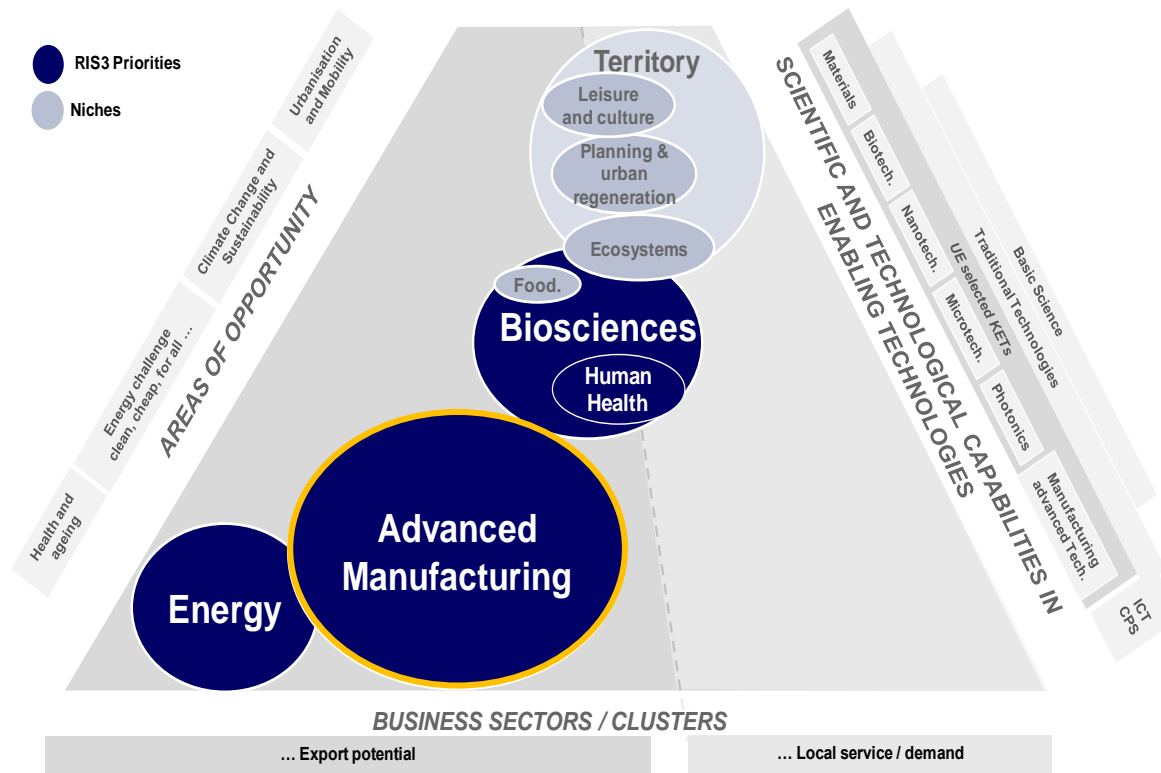 RIS3 Priorities
Niches
Urbanisation
and Mobility
Climate Change and
Sustainability
Energy challenge
clean, cheap, for all ...
Health and
ageing
AREAS OF OPPORTUNITY
Territory
Leisure
and culture
Planning &
urban
regeneration
Ecosystems
Food.
Biosciences
Human
Health
Advanced
Manufacturing
Energy
SCIENTIFIC AND TECHNOLOGICAL CAPABILITIES IN
ENABLING TECHNOLOGIES
Materials
Biotech.
Nanotech.
Microtech.
Photonics
Manufacturing
advanced Tech.
UE selected KETs
Traditional Technologies
Basic Science
ICT
CPS
BUSINESS SECTORS / CLUSTERS
... Export potential
... Local service / demand